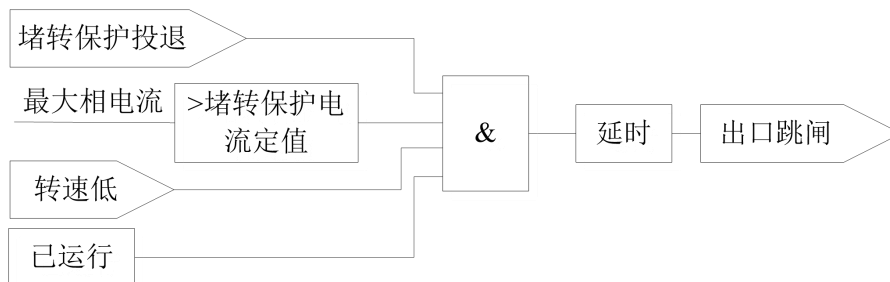 堵转保护投退
最大相电流
>堵转保护电
流定值
转速低
已运行
&
延时
出口跳闸